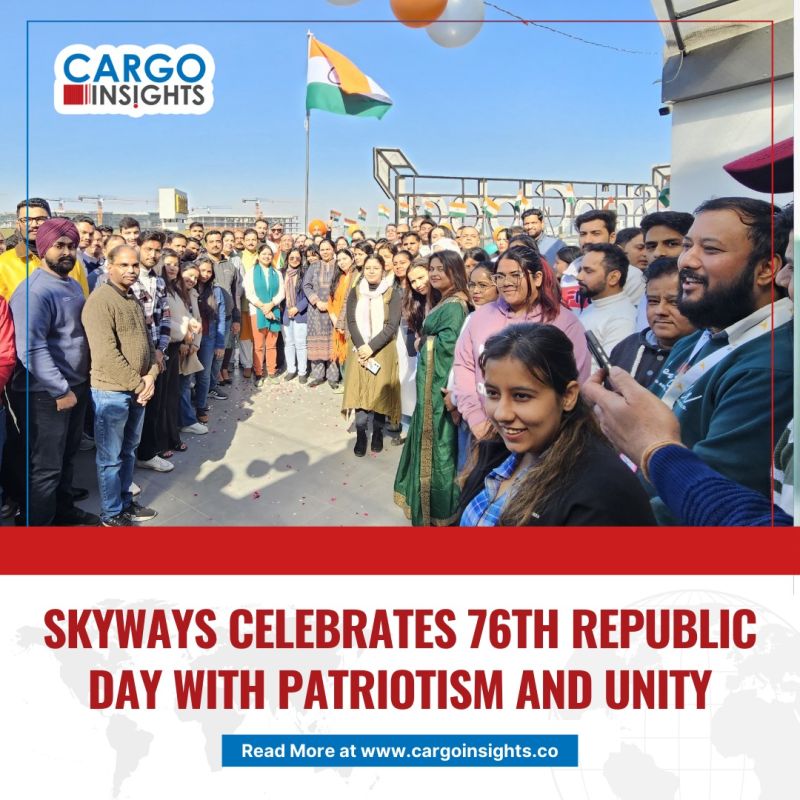 CARGO
INSIGHTS
SKYWAYS CELEBRATES 76TH REPUBLIC
DAY WITH PATRIOTISM AND UNITY
Read More at www.cargoinsights.co